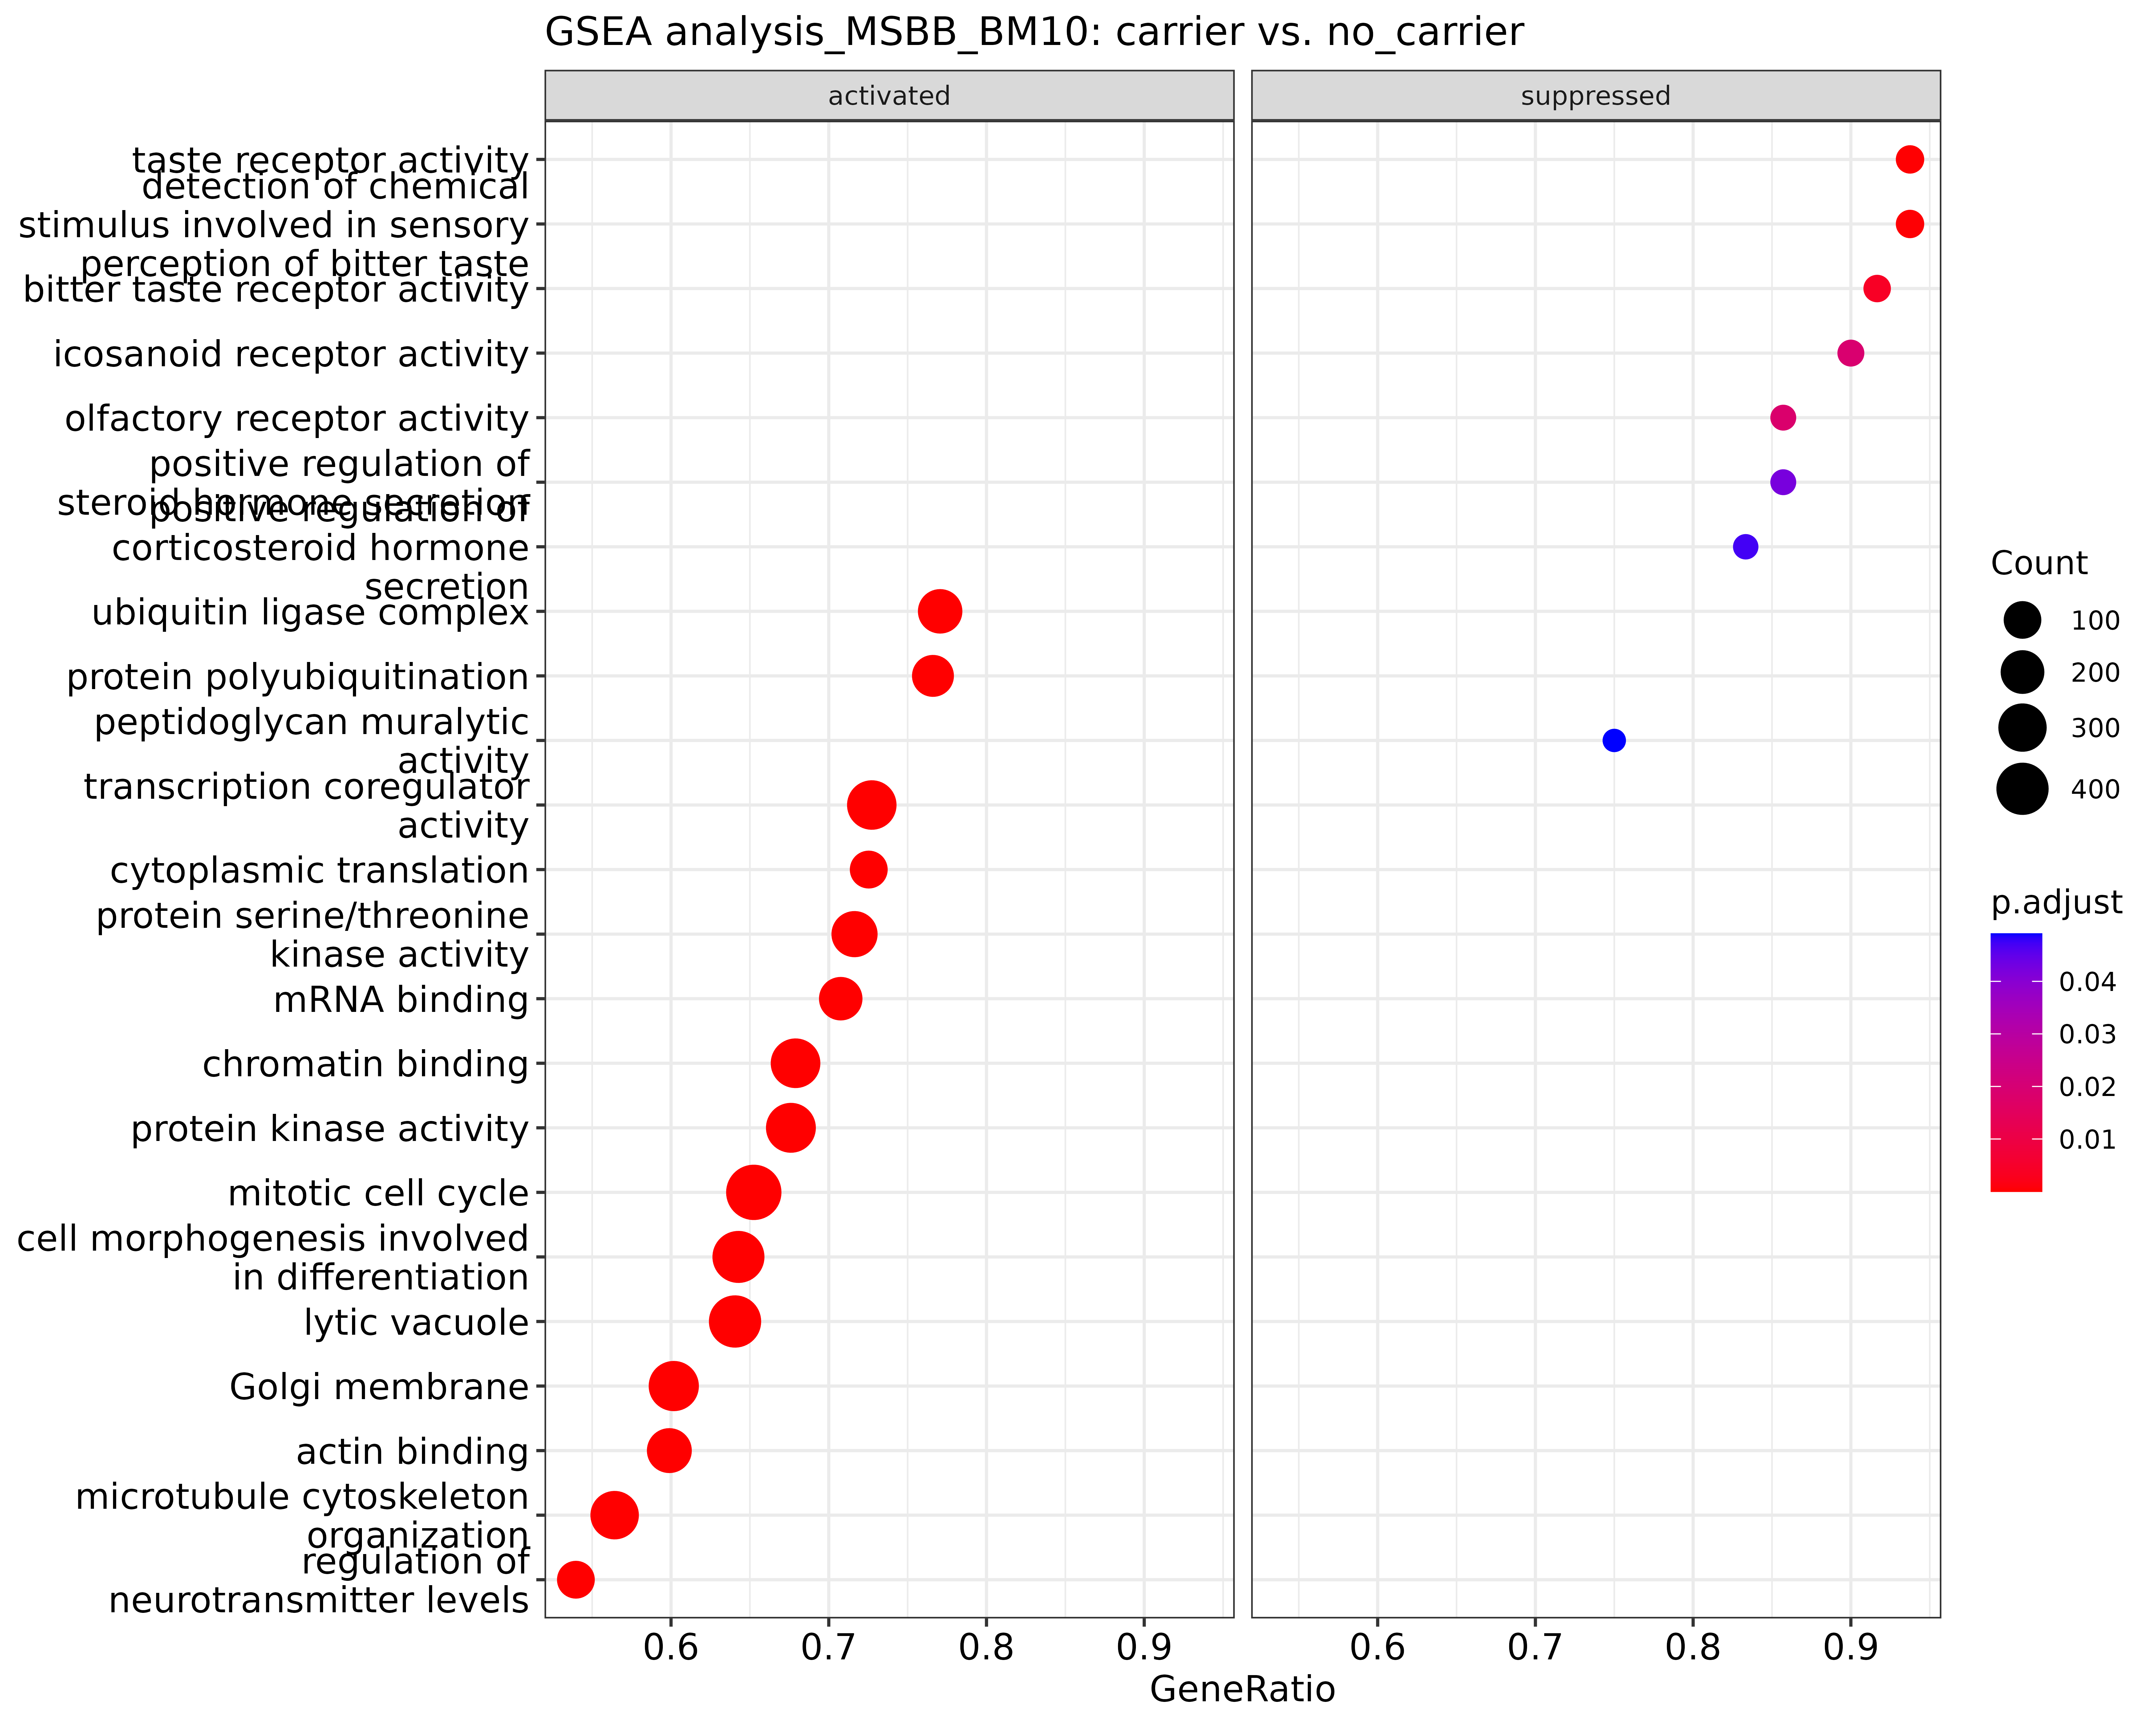 GSEA analysis_MSBB_BM10: carrier vs. no_carrier
activated
suppressed
taste receptor activity
detection of chemical
stimulus involved in sensory
perception of bitter taste
bitter taste receptor activity
icosanoid receptor activity
olfactory receptor activity
positive regulation of
steroid hormone secretion
positive regulation of
corticosteroid hormone
secretion
ubiquitin ligase complex
protein polyubiquitination
peptidoglycan muralytic
activity
transcription coregulator
activity
cytoplasmic translation
protein serine/threonine
kinase activity
mRNA binding
chromatin binding
protein kinase activity
mitotic cell cycle
cell morphogenesis involved
in differentiation
lytic vacuole
Golgi membrane
actin binding
microtubule cytoskeleton
organization
regulation of
neurotransmitter levels
0.6 0.7 0.8 0.9
0.6 0.7 0.8 0.9
GeneRatio
Count
100
200
300
400
p.adjust
0.04
0.03
0.02
0.01